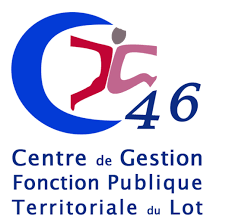 46
Centre de Gestion
Fonction Publique
Territoriale du Lot